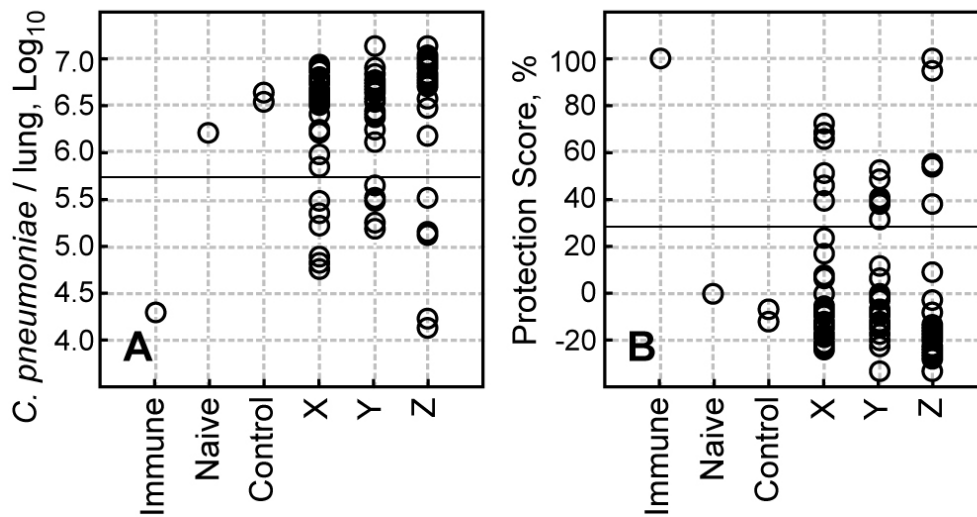 C. pneumoniae / lung, Log10
7.0
6.5
6.0
5.5
5.0
4.5
4.0
A
Immune
Naive
Control
X
Y
Z
Protection Score, %
100
80
60
40
20
0
-20
B
Immune
Naive
Control
X
Y
Z